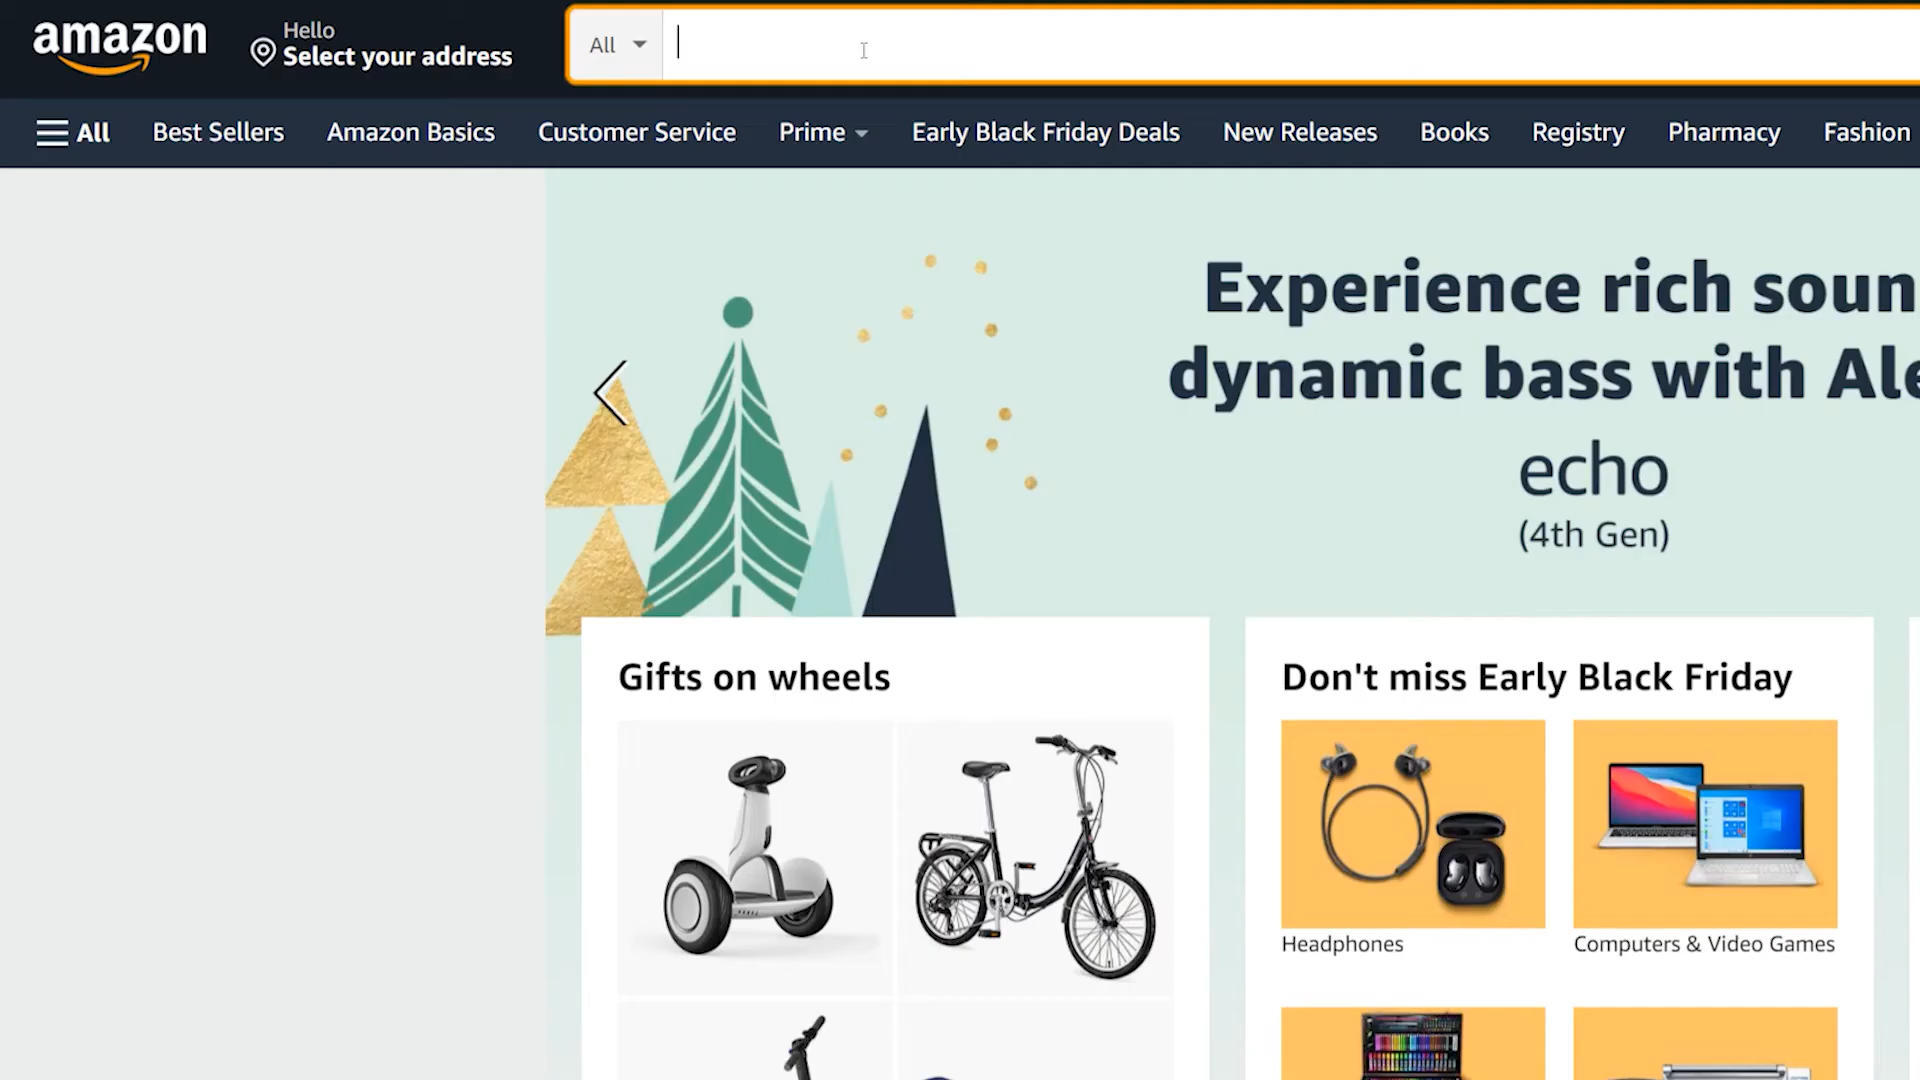 amazon
Hello
Select your address
All
All
Best Sellers
Amazon Basics
Customer Service
Prime
Early Black Friday Deals
New Releases
Books
Registry
Pharmacy
Fashion
Experience rich soun
dynamic bass with Ale
echo
(4th Gen)
Gifts on wheels
Don't miss Early Black Friday
Headphones
Computers & Video Games